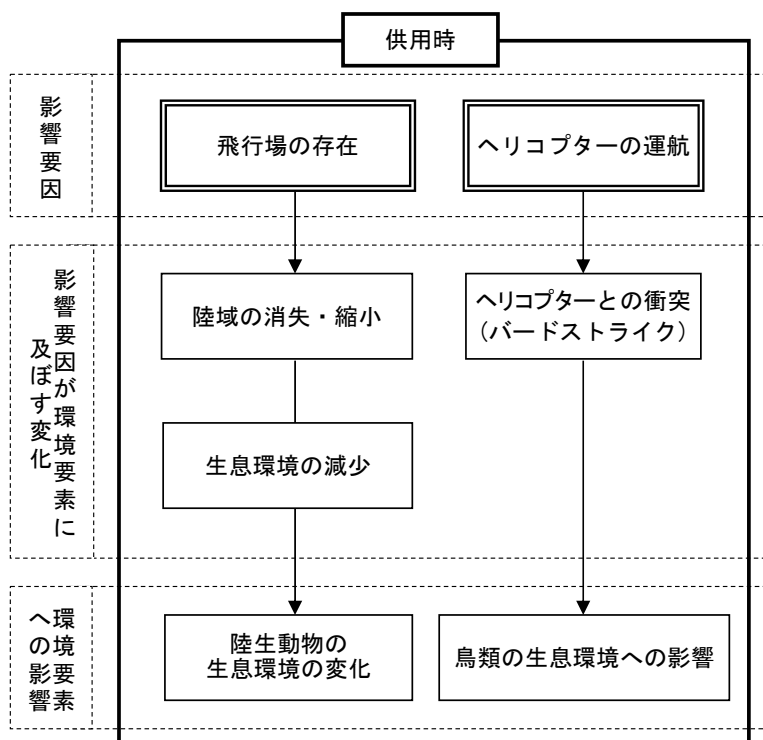 供用時
影響要因
飛行場の存在
ヘリコプターの運航
影響要因が環境要素に
及ぼす変化
陸域の消失・縮小
ヘリコプターとの衝突
(バードストライク)
生息環境の減少
環境要素
への影響
陸生動物の
生息環境の変化
鳥類の生息環境への影響